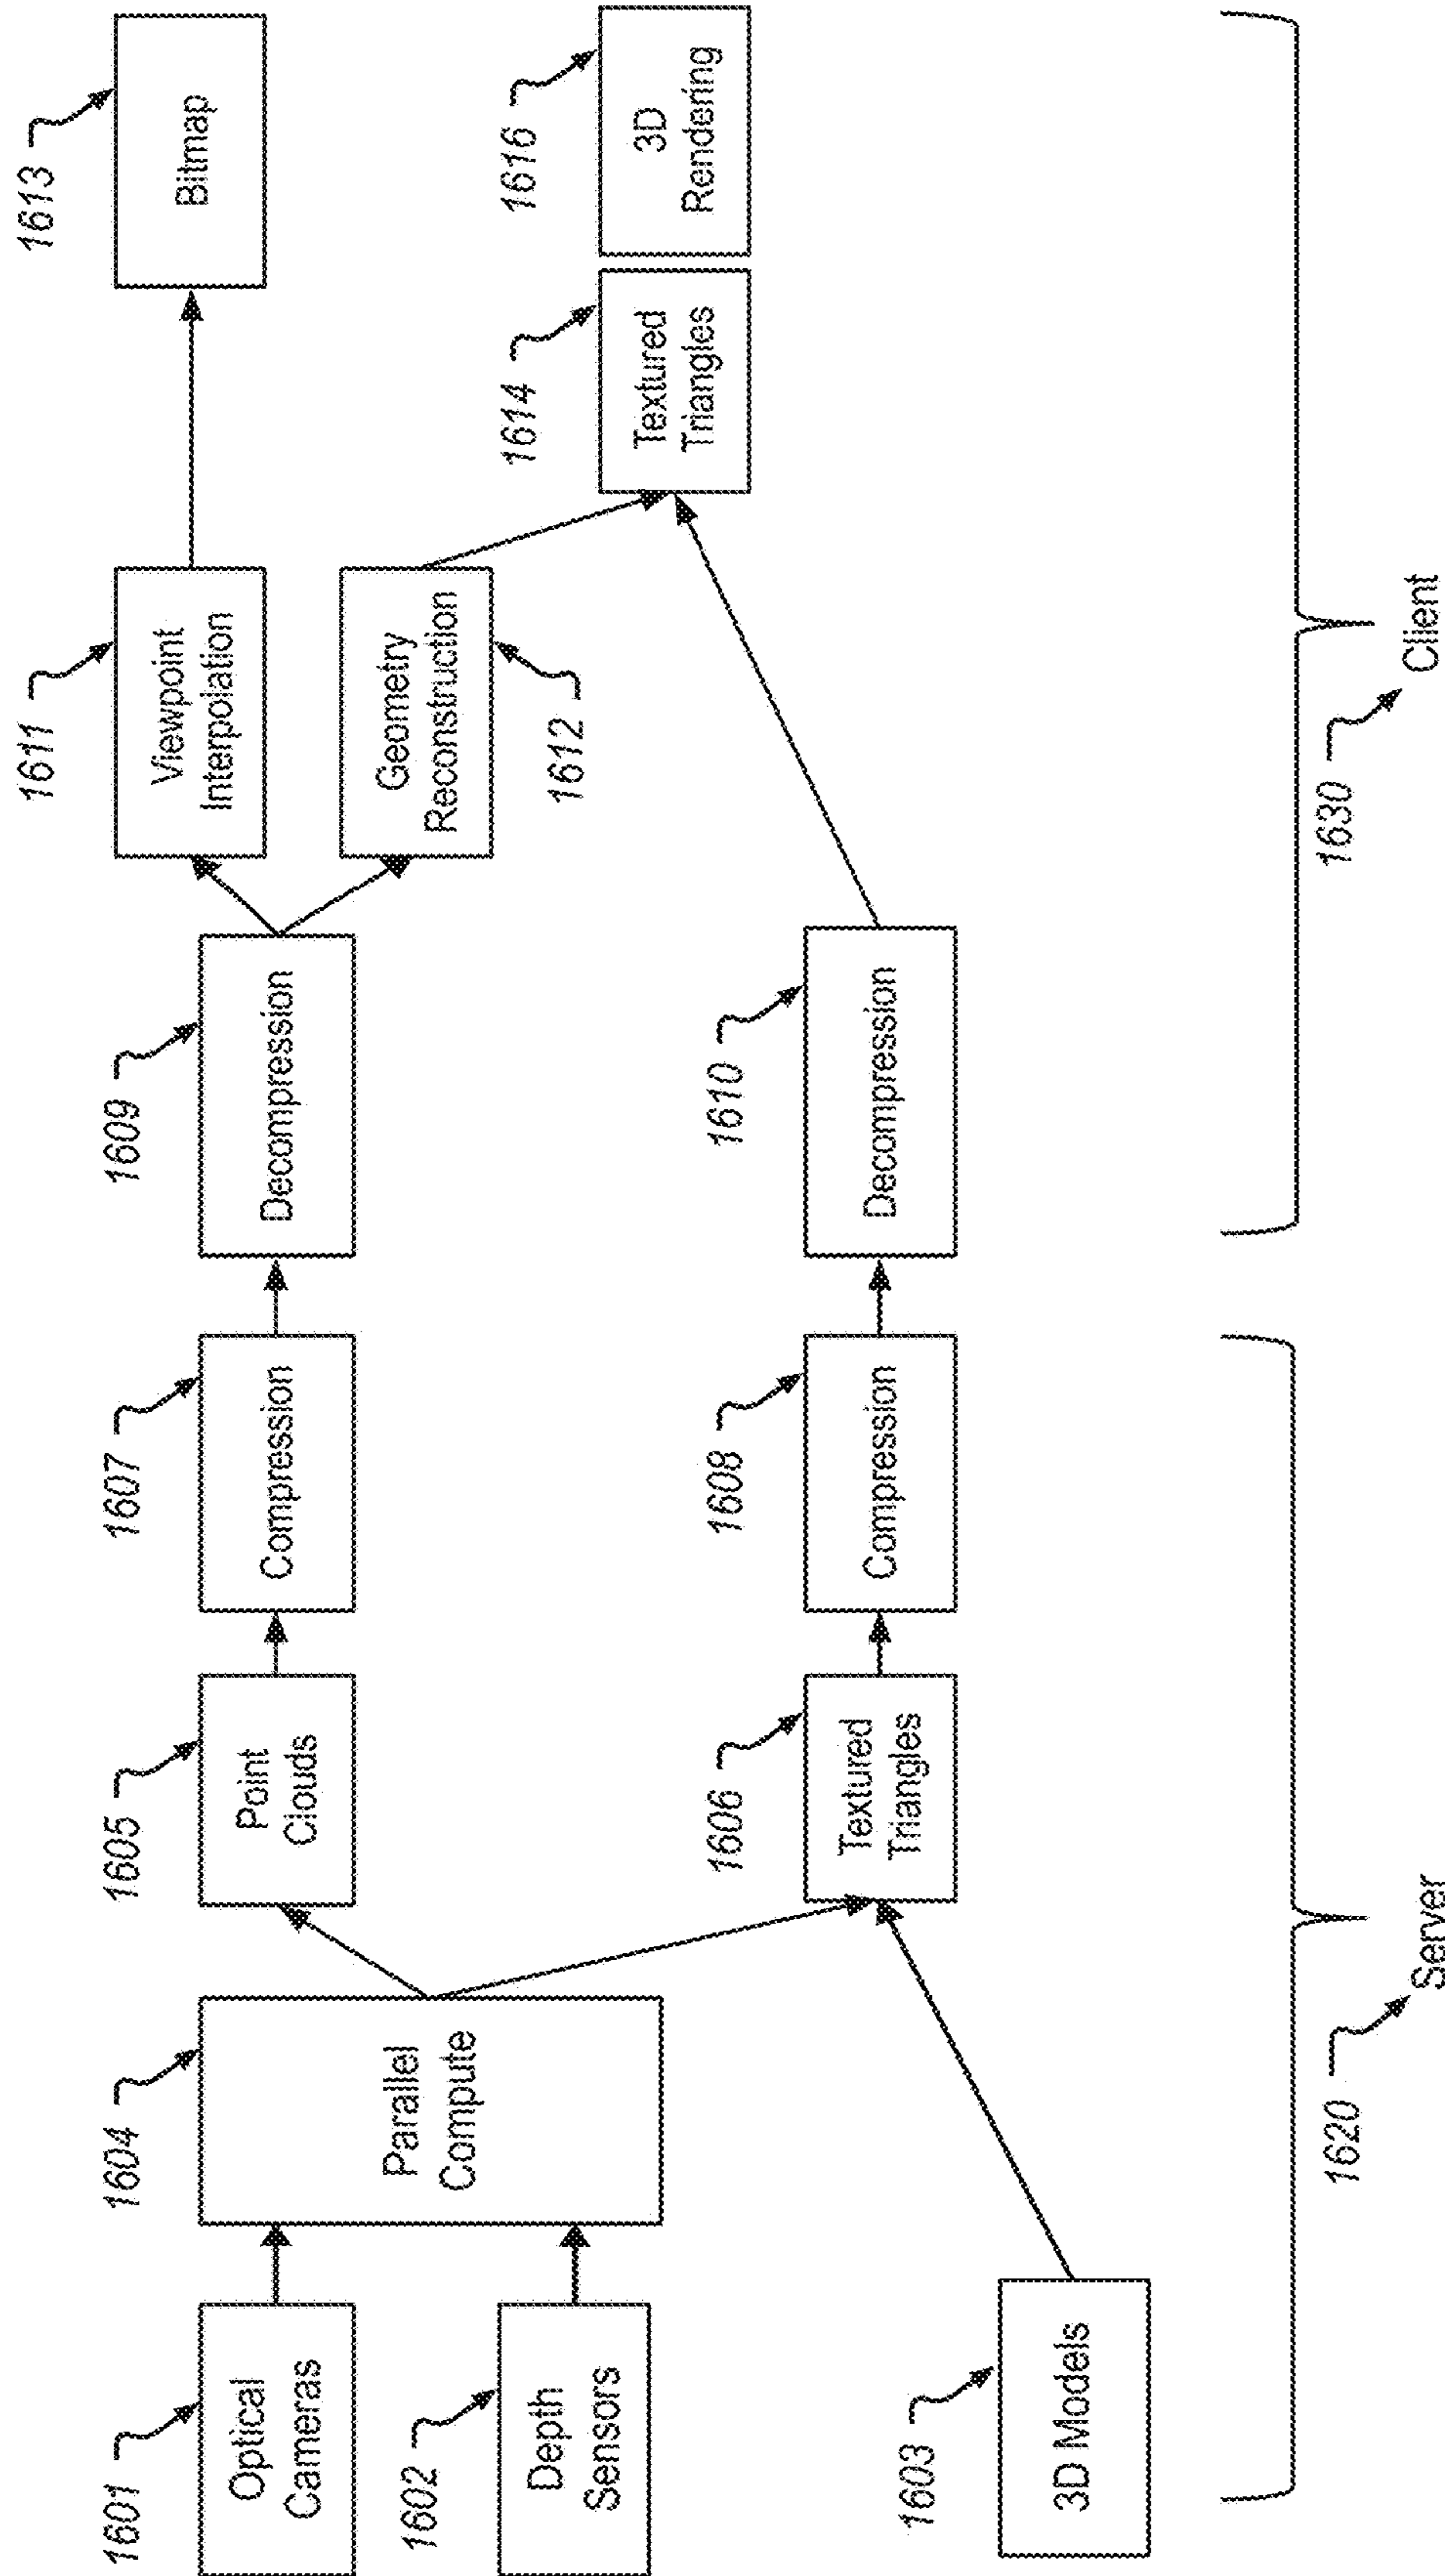 1601
Optical
Cameras
1602
Depth
Sensors
1603
3D Models
1604
Parallel
Compute
1605
Point
Clouds
1606
Textured
Triangles
1607
Compression
1608
Compression
1609
Decompression
1610
Decompression
1611
Viewpoint
Interpolation
Geometry
Reconstruction
1612
1613
Bitmap
1614
Textured
Triangles
1616
3D
Rendering
1620
Server
1630
Client